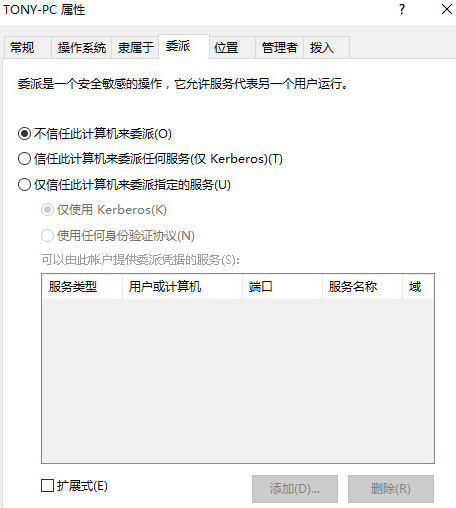 TONY-PC 属性
常规 操作系统 隶属于 委派 位置 管理者 拨入
委派是一个安全敏感的操作，它允许服务代表另一个用户运行。
不信任此计算机来委派(O)
信任此计算机来委派任何服务(仅 Kerberos)(T)
仅信任此计算机来委派指定的服务(U)
仅使用 Kerberos(K)
使用任何身份验证协议(N)
可以由此帐户提供委派凭据的服务(S):
服务类型 用户或计算机 端口 服务名称 域
扩展式(E)
添加(D)... 删除(R)